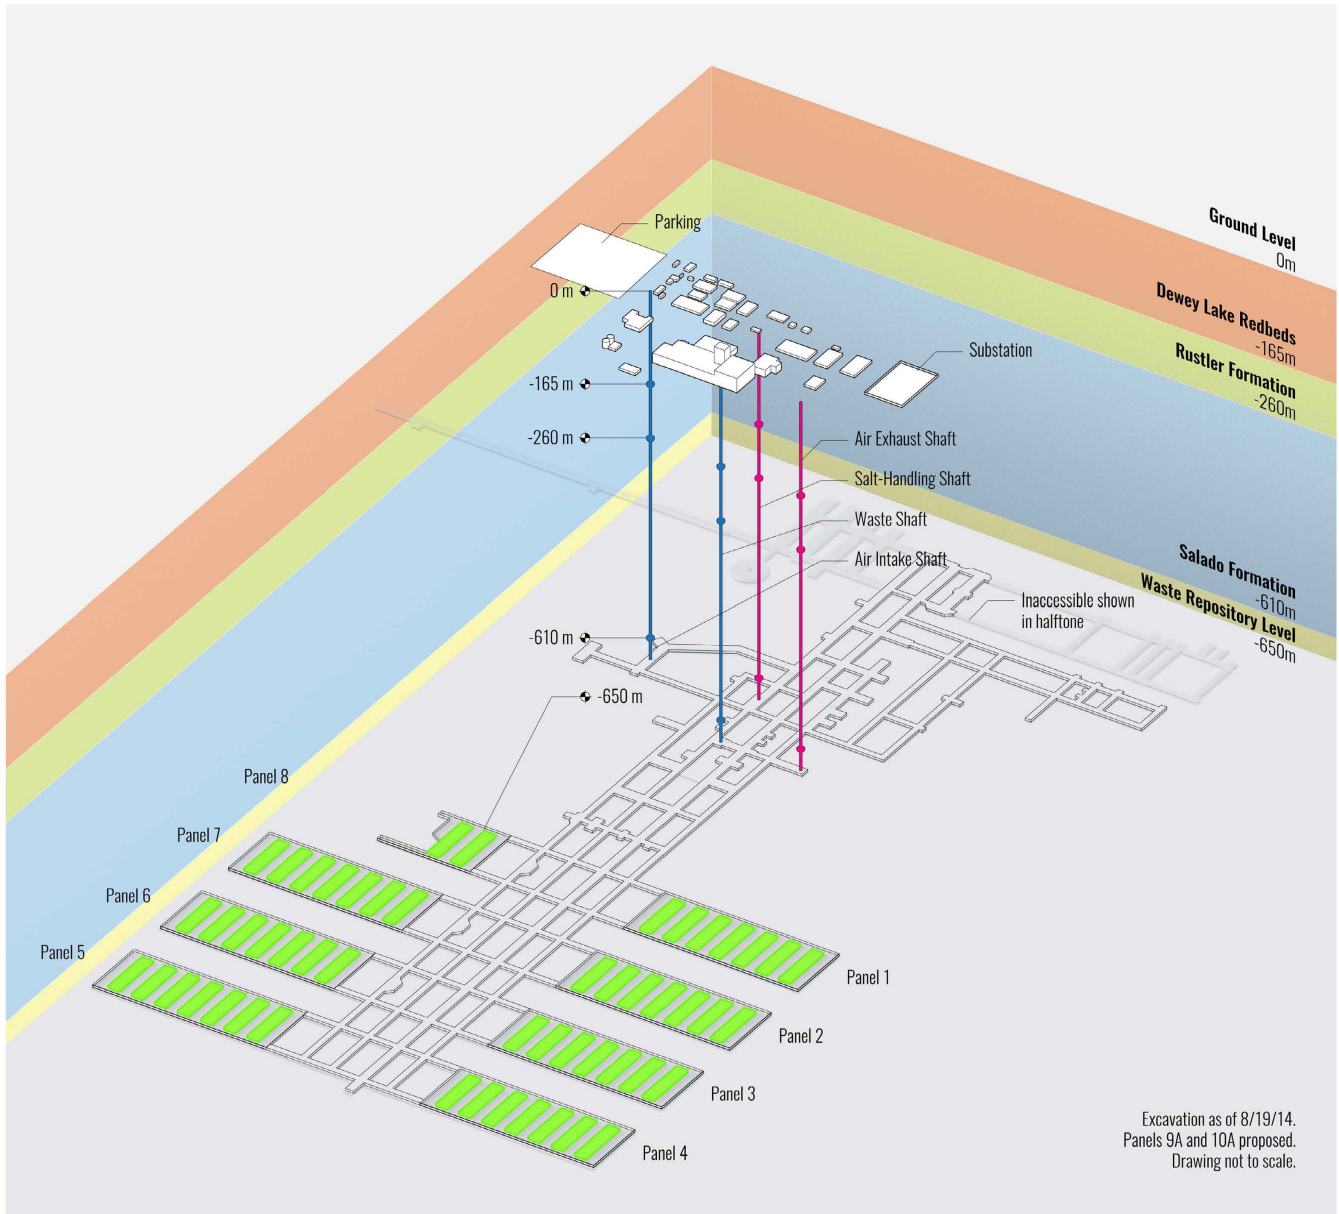 Ground Level
0m
Parking
0 m
Dewey Lake Redbeds
-165m
Substation
Rustler Formation
-260m
-165 m
-260 m
Air Exhaust Shaft
Salt-Handling Shaft
Waste Shaft
Air Intake Shaft
Salado Formation
-610m
Waste Repository Level
-650m
Inaccessible shown
in halftone
-610 m
-650 m
Panel 8
Panel 7
Panel 6
Panel 5
Panel 1
Panel 2
Panel 3
Panel 4
Excavation as of 8/19/14.
Panels 9A and 10A proposed.
Drawing not to scale.